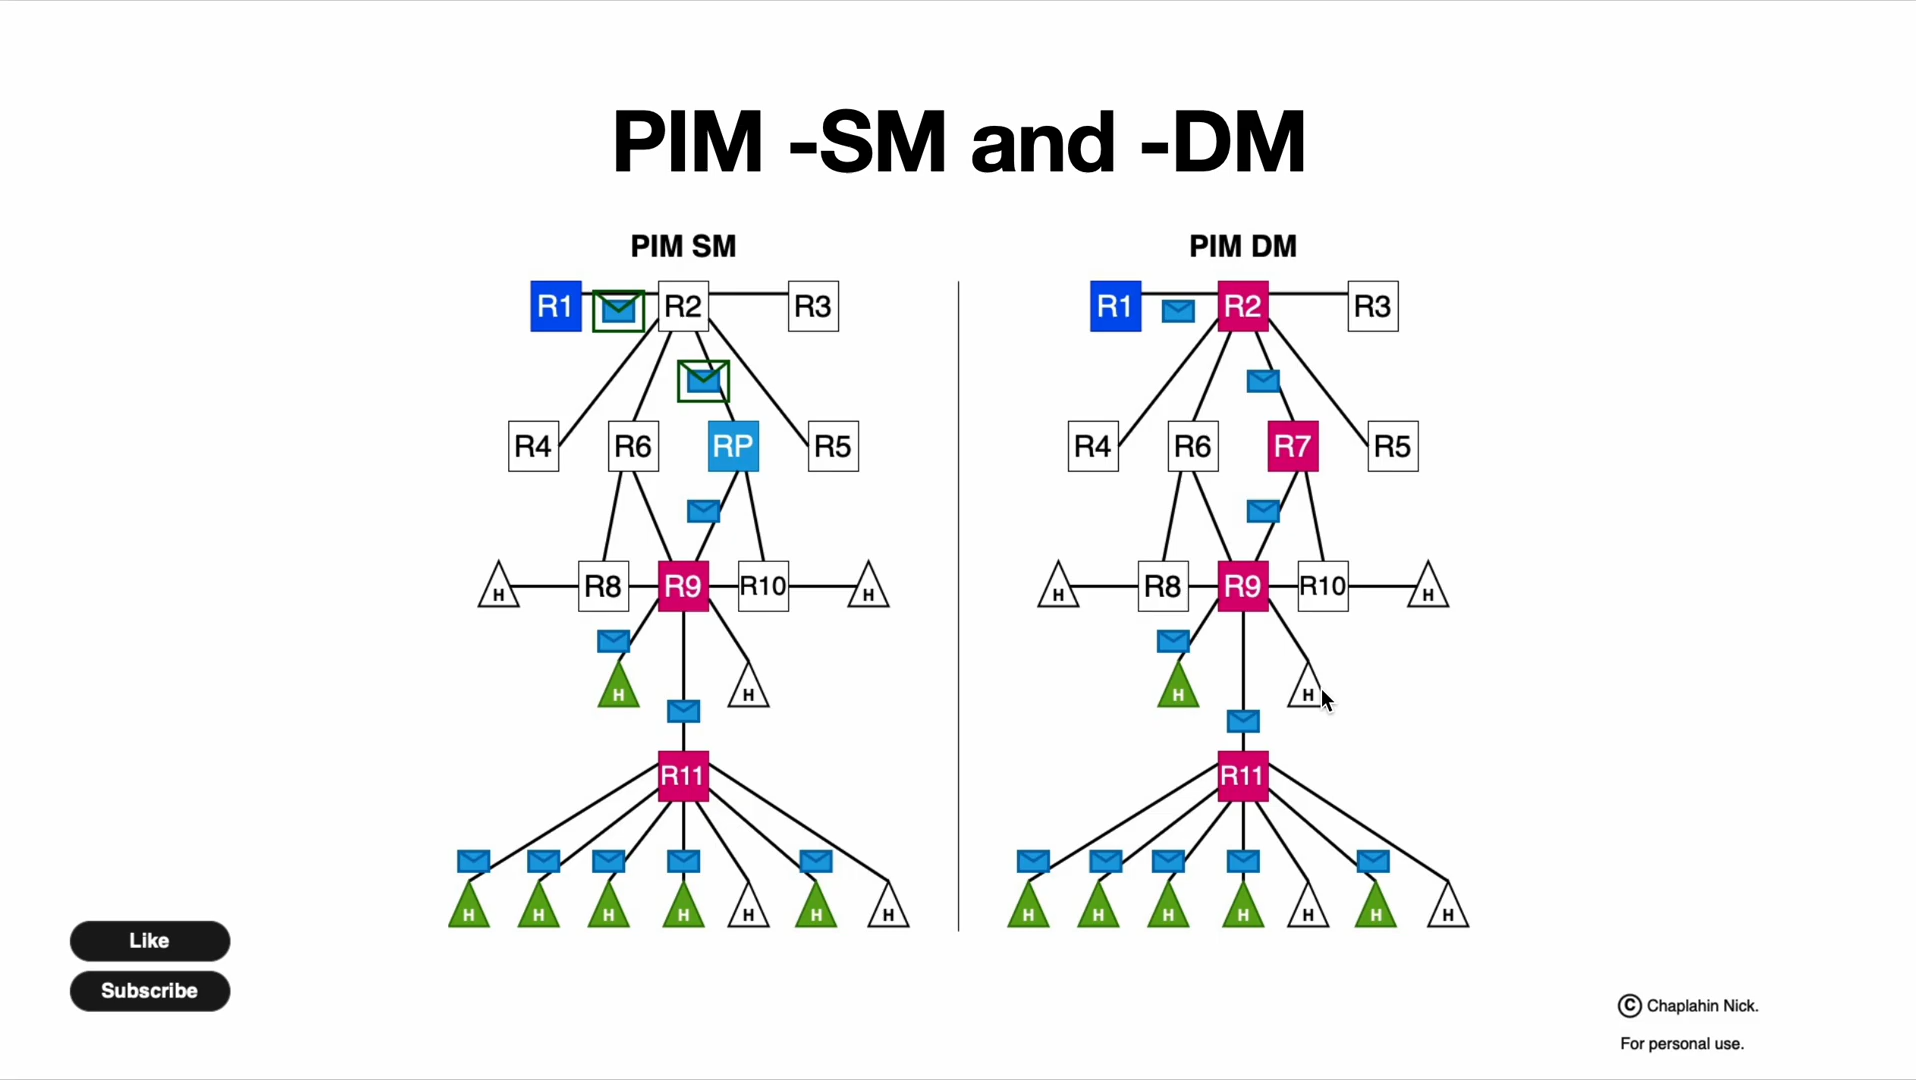 PIM -SM and -DM
PIM SM
R1 R2 R3
R4 R6 RP R5
H R8 R9 R10 H
H H
R11
H H H H H H H
PIM DM
R1 R2 R3
R4 R6 R7 R5
H R8 R9 R10 H
H H
R11
H H H H H H H
Like
Subscribe
© Chaplahin Nick.
For personal use.